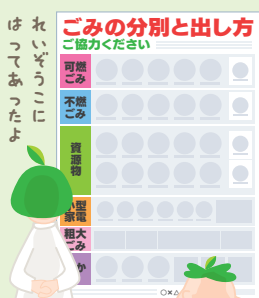 れいぞうこに
はってあったよ
ごみの分別と出し方
ご協力ください
可燃
ごみ
不燃
ごみ
資源物
小型
家電
粗大
ごみ
か
○×△